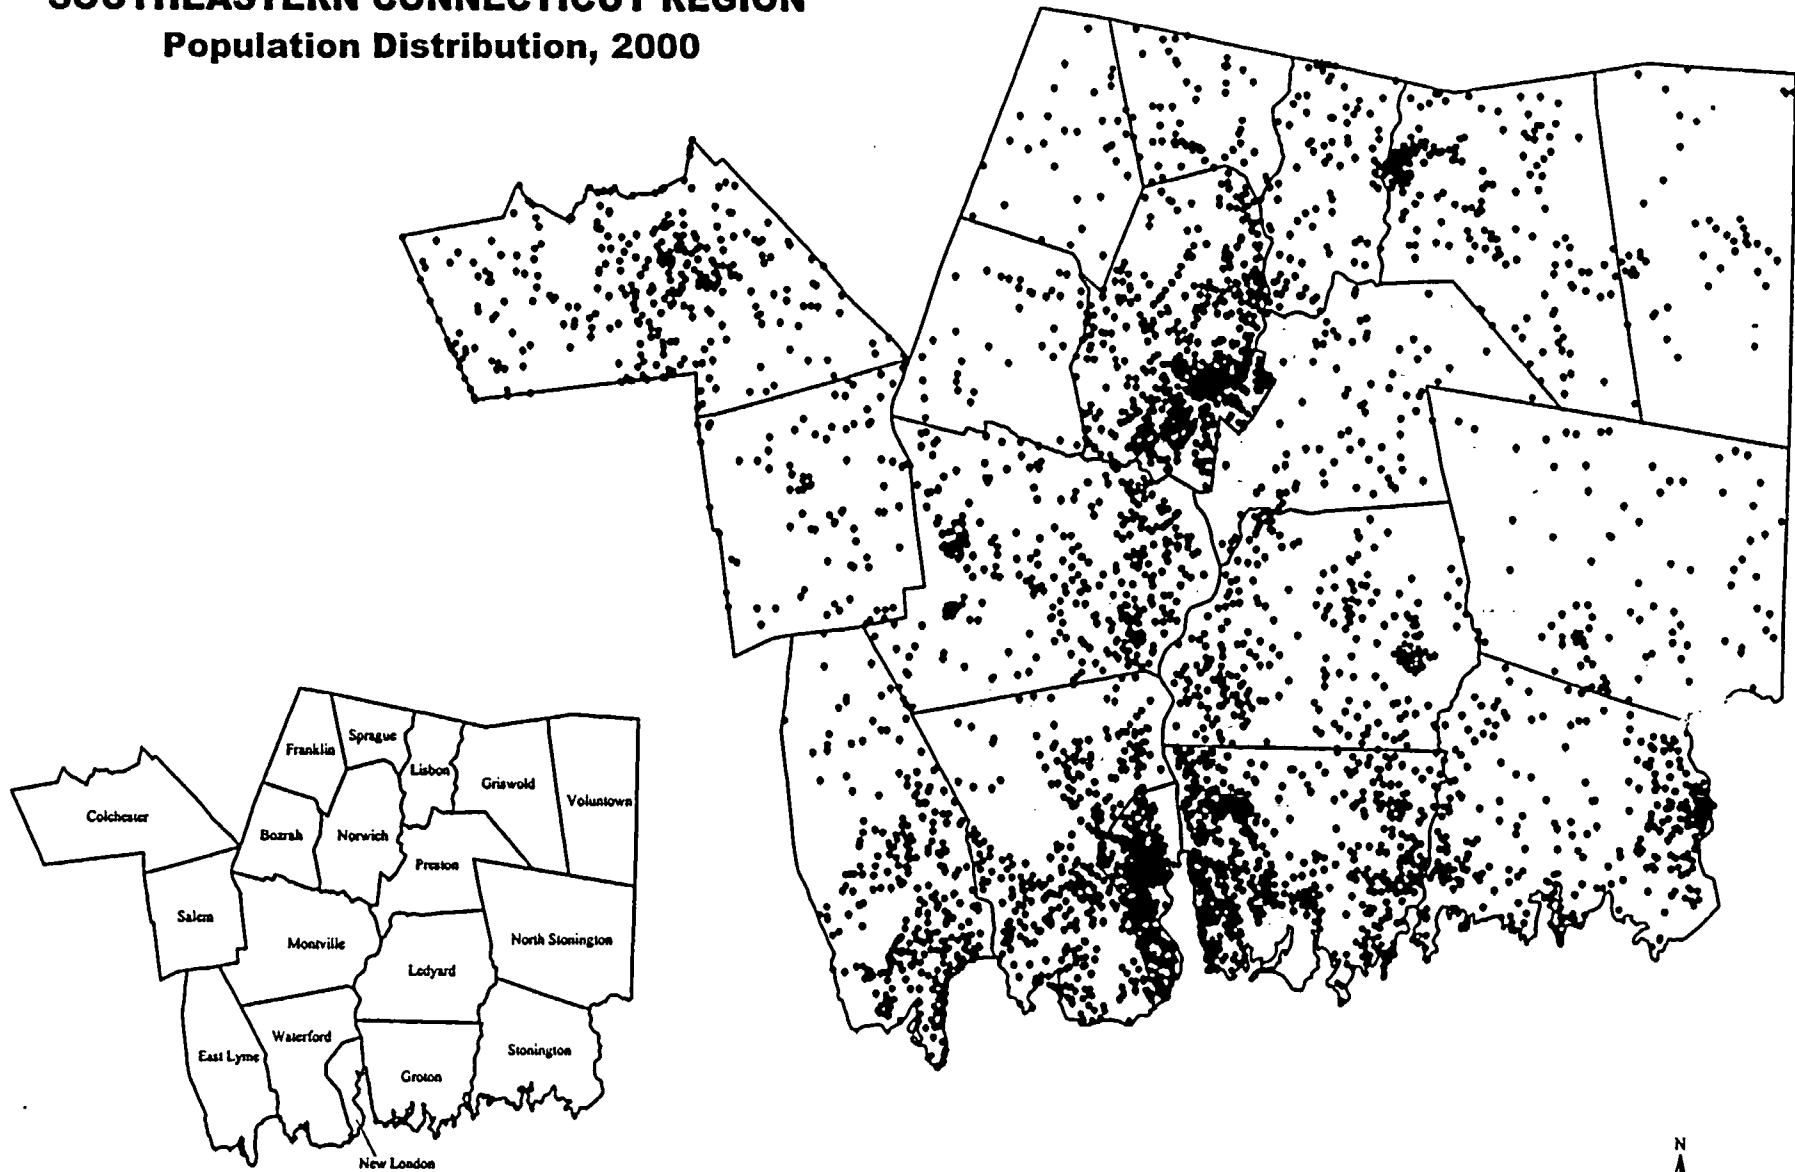 SOUTHEASTERN CONNECTICUT REGION
Population Distribution, 2000
Franklin
Sprague
Lisbon
Griswold
Voluntown
Colchester
Bozrah
Norwich
Preston
Salem
Montville
Ledyard
North Stonington
East Lyme
Waterford
Groton
Stonington
New London
N